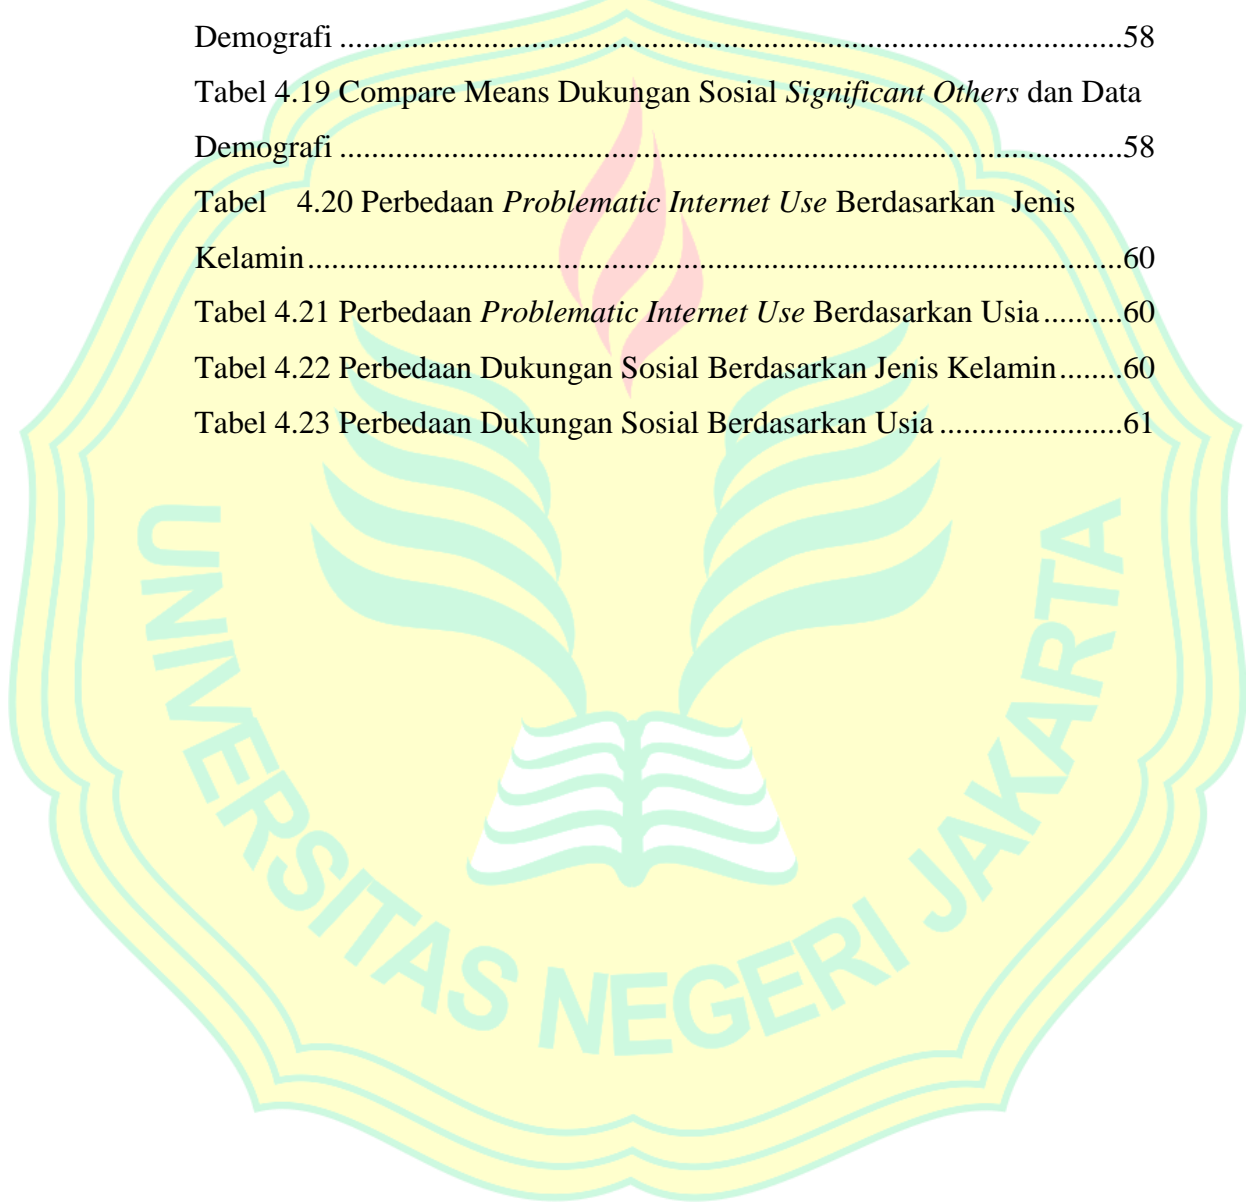 Demografi .................................................................................................58
Tabel 4.19 Compare Means Dukungan Sosial Significant Others dan Data
Demografi .................................................................................................58
Tabel 4.20 Perbedaan Problematic Internet Use Berdasarkan Jenis
Kelamin.....................................................................................................60
Tabel 4.21 Perbedaan Problematic Internet Use Berdasarkan Usia ..........60
Tabel 4.22 Perbedaan Dukungan Sosial Berdasarkan Jenis Kelamin........60
Tabel 4.23 Perbedaan Dukungan Sosial Berdasarkan Usia .......................61
UNIVERSITAS NEGERI JAKARTA